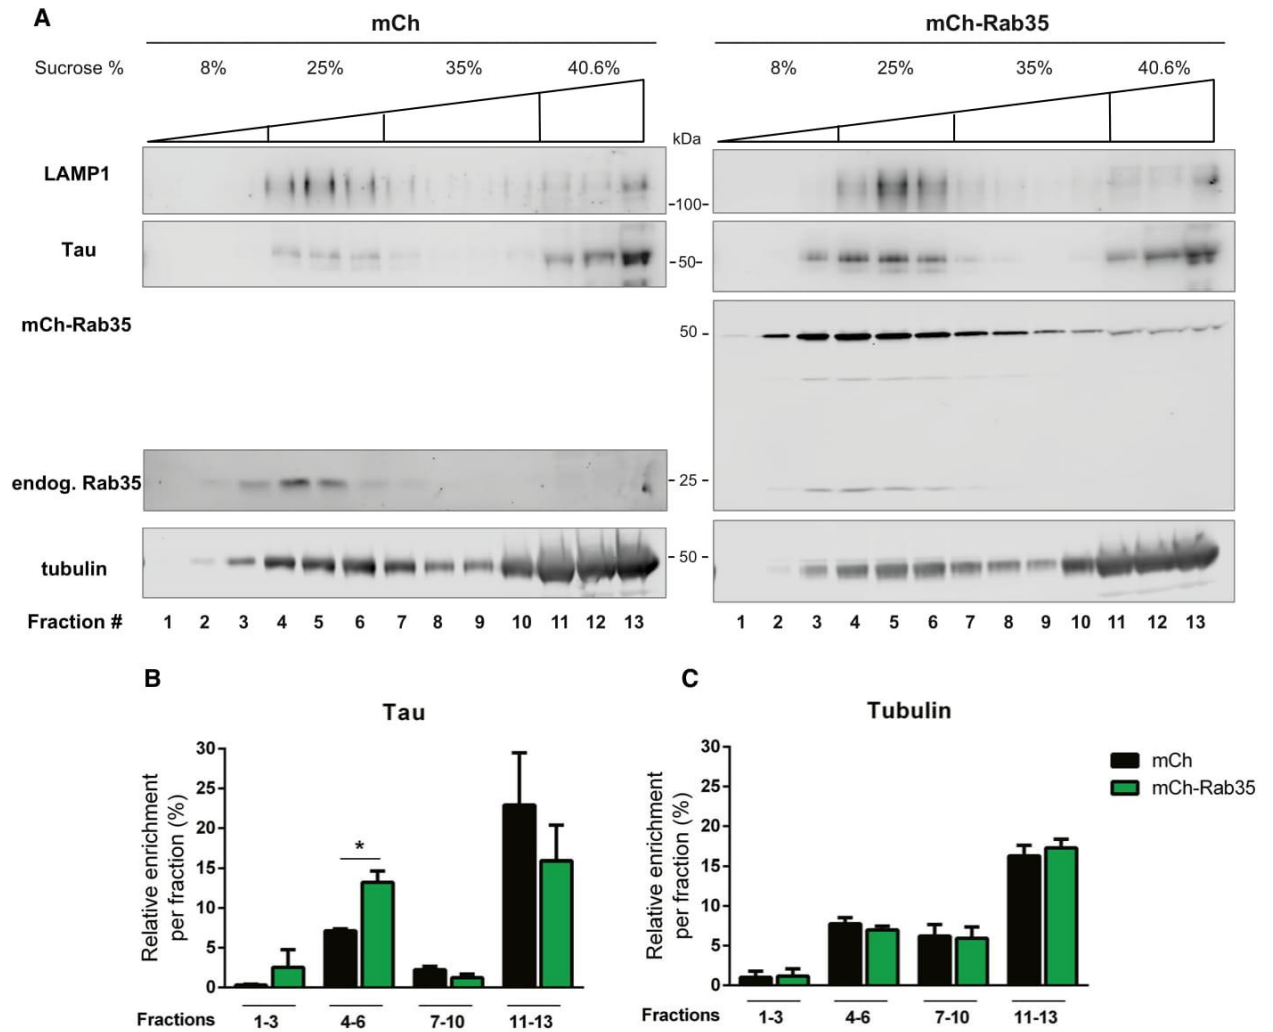 A
mCh
mCh-Rab35
Sucrose %
8%
25%
35%
40.6%
8%
25%
35%
40.6%
kDa
LAMP1
-100-
Tau
-50-
mCh-Rab35
50 -
endog. Rab35
- 25 -
tubulin
- 50 -
Fraction #
1 2 3 4 5 6 7 8 9 10 11 12 13
1 2 3 4 5 6 7 8 9 10 11 12 13
B
Tau
Relative enrichment
per fraction (%)
30
25
20
15
10
5
0
*
Fractions
1-3
4-6
7-10
11-13
C
Tubulin
Relative enrichment
per fraction (%)
30
25
20
15
10
5
0
Fractions
1-3
4-6
7-10
11-13
mCh
mCh-Rab35